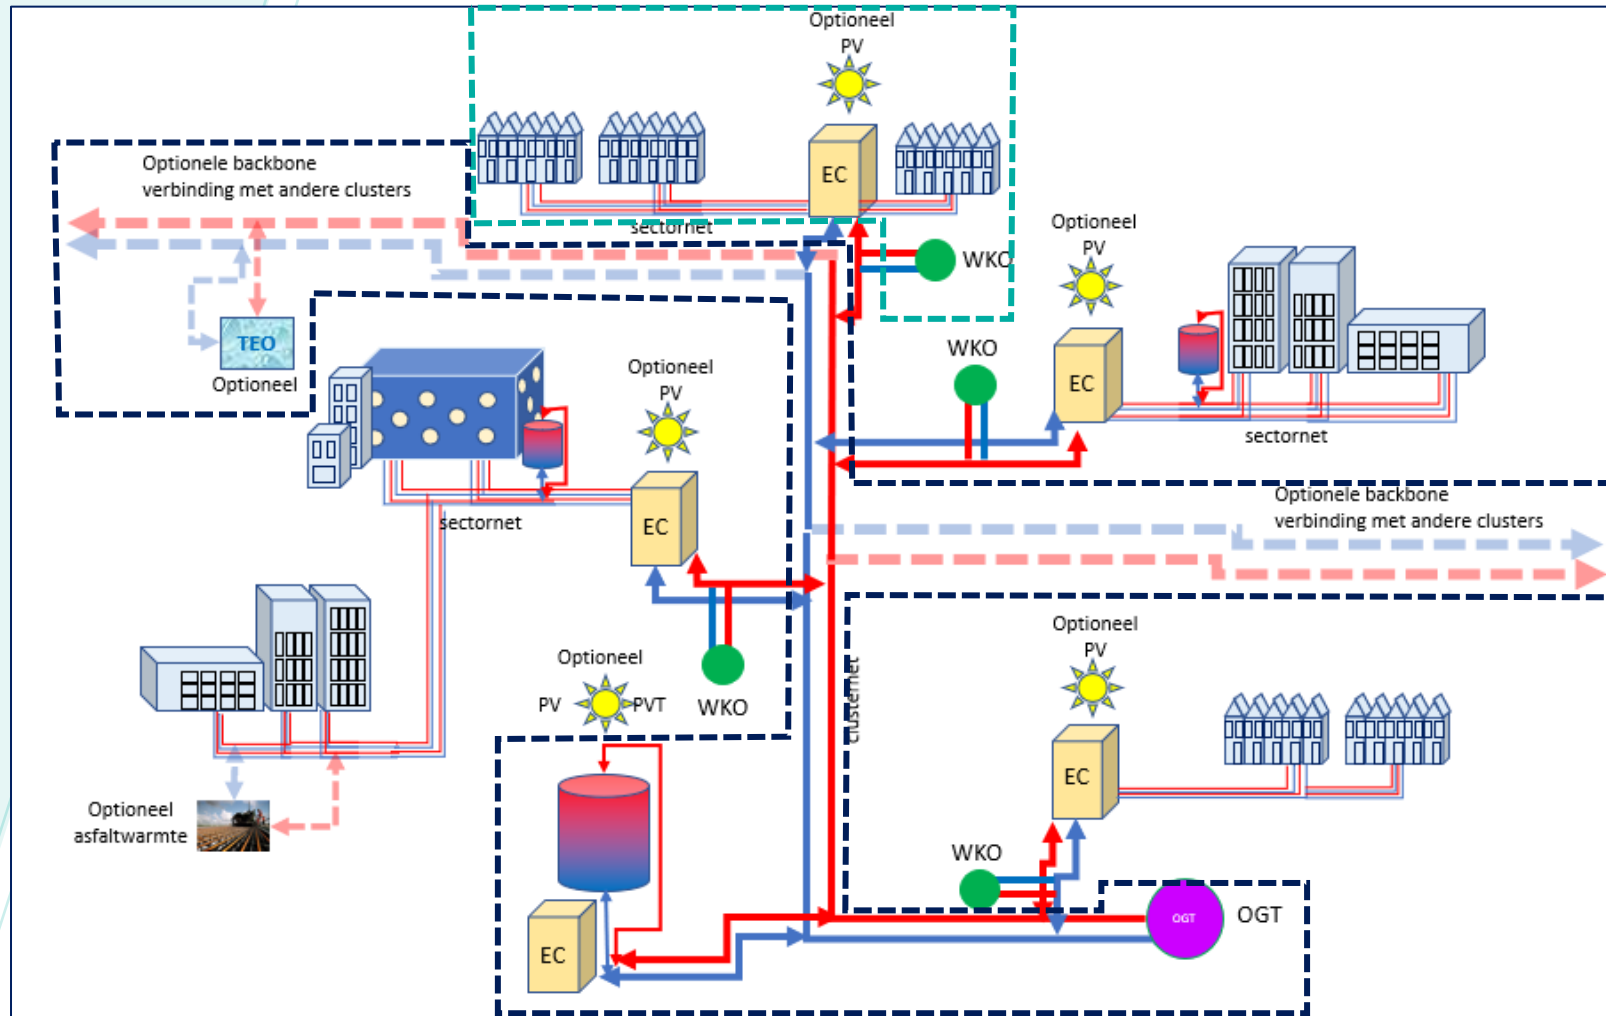 Optioneel
PV
EC
sectornet
WKO
Optionele backbone
verbinding met andere clusters
TEO
Optioneel
Optioneel
PV
EC
WKO
sectornet
Optioneel
PV
EC
sectornet
WKO
Optionele backbone
verbinding met andere clusters
Optioneel
PV
PVT
EC
clusternet
Optioneel
PV
EC
WKO
OGT
OGT
Optioneel
asfaltwarmte